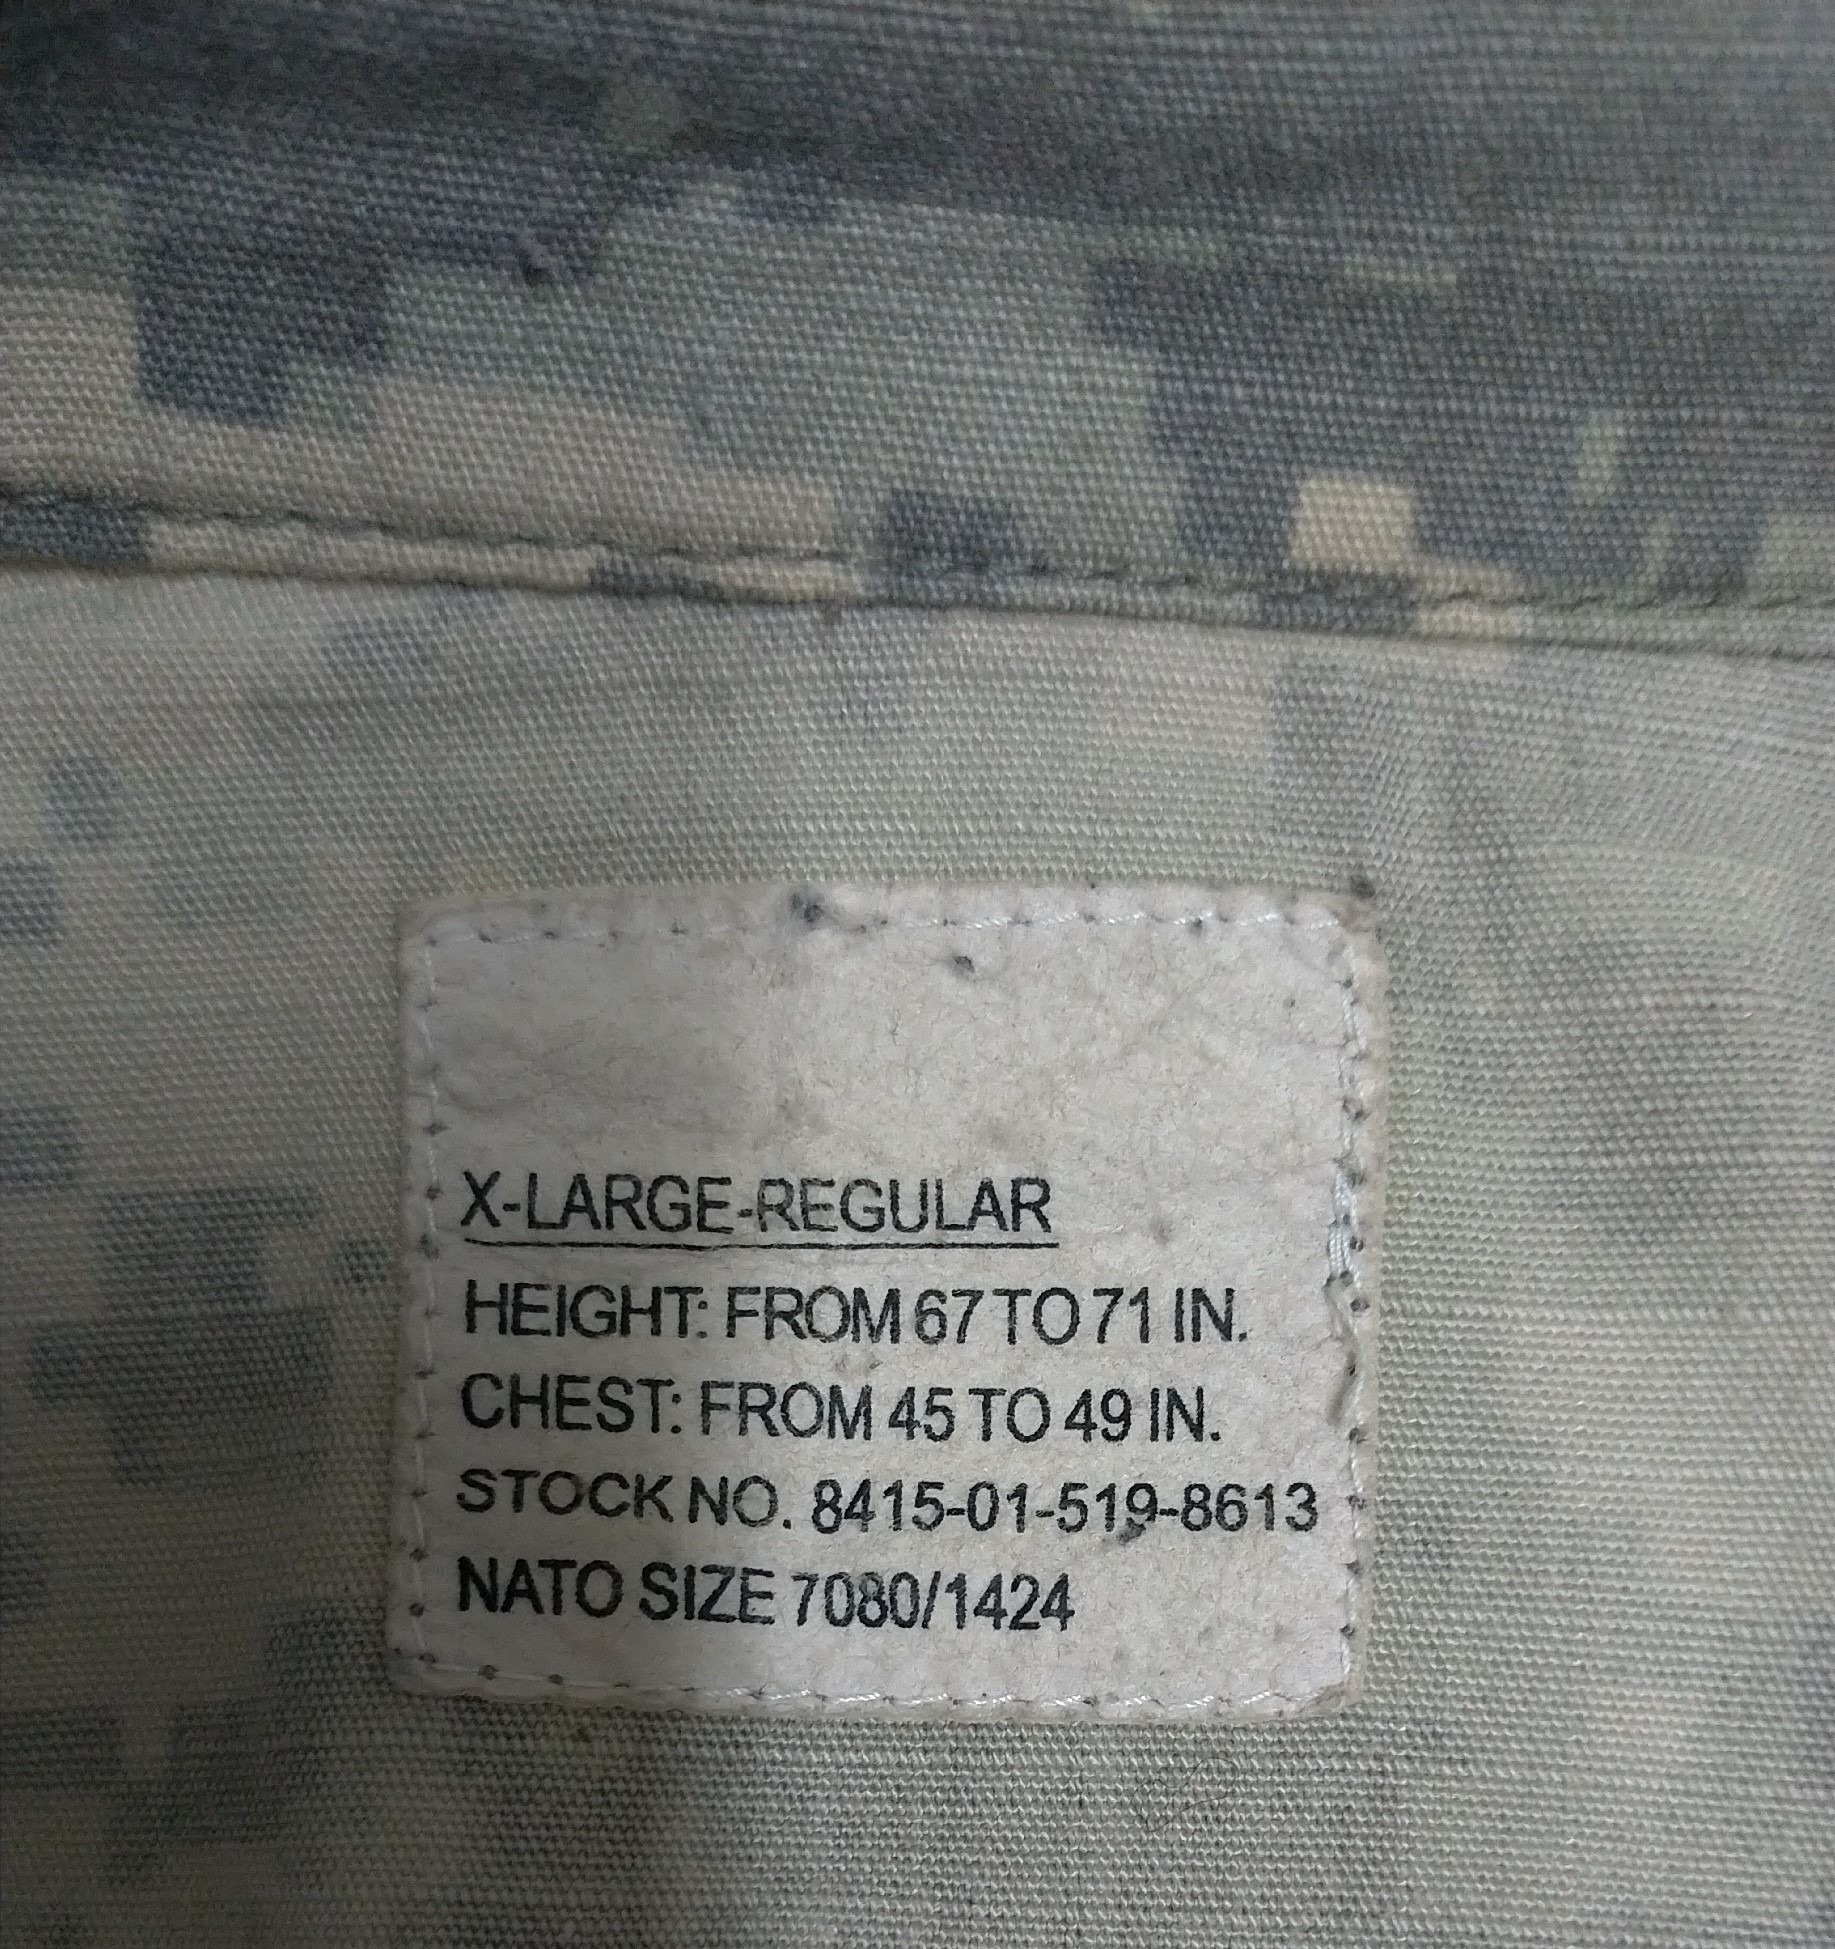 X-LARGE-REGULAR
HEIGHT: FROM 67 TO 71 IN.
CHEST: FROM 45 TO 49 IN.
STOCK NO. 8415-01-519-8613
NATO SIZE 7080/1424